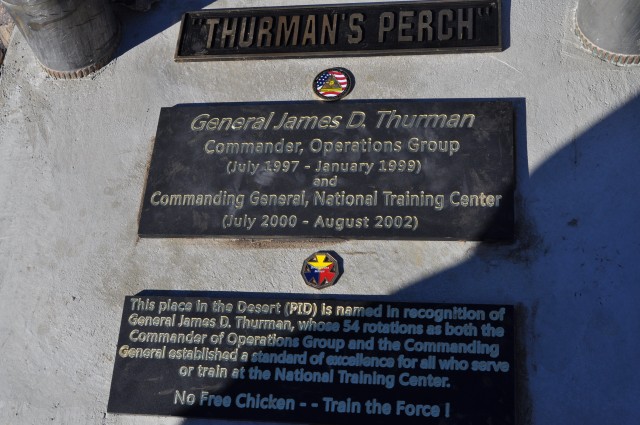 "THURMAN'S PERCH"
General James D. Thurman
Commander, Operations Group
(July 1997 - January 1999)
and
Commanding General, National Training Center
(July 2000 - August 2002)
This place in the Desert (PID) is named in recognition of
General James D. Thurman, whose 54 rotations as both the
Commander of Operations Group and the Commanding
General established a standard of excellence for all who serve
or train at the National Training Center.
No Free Chicken - - Train the Force !